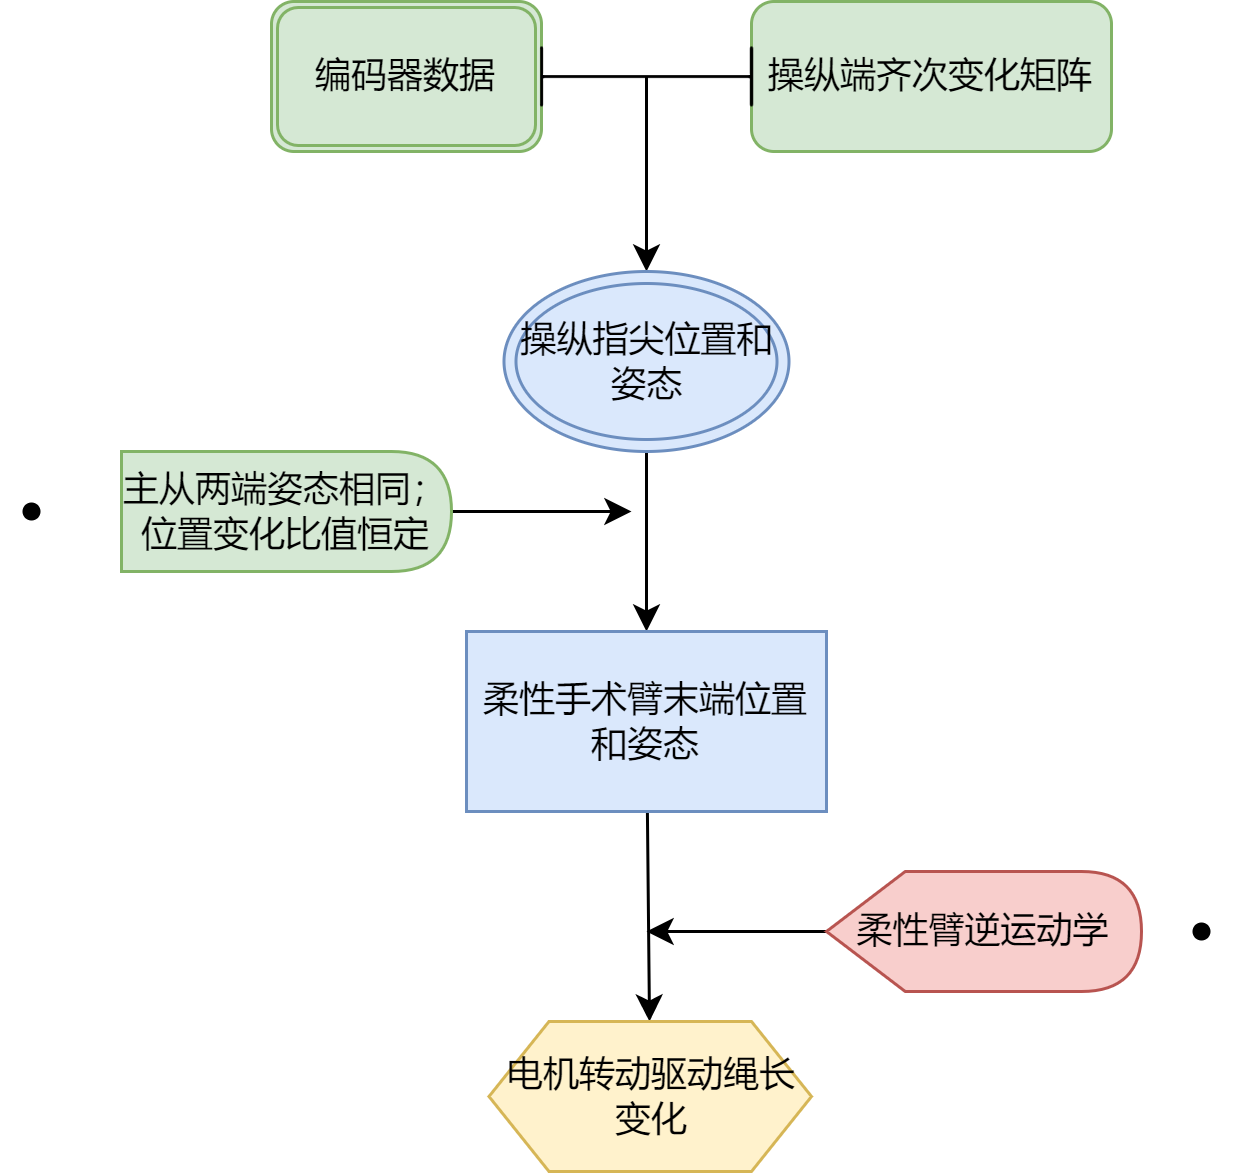 编码器数据
操纵端齐次变化矩阵
操纵指尖位置和
姿态
主从两端姿态相同；
位置变化比值恒定
柔性手术臂末端位置
和姿态
柔性臂逆运动学
电机转动驱动绳长
变化